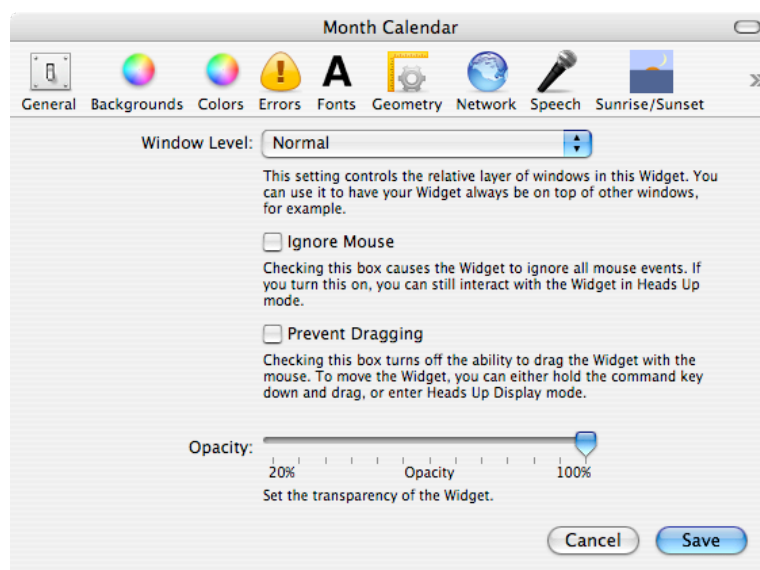 Month Calendar
General Backgrounds Colors Errors Fonts Geometry Network Speech Sunrise/Sunset
Window Level: Normal
This setting controls the relative layer of windows in this Widget. You
can use it to have your Widget always be on top of other windows,
for example.
Ignore Mouse
Checking this box causes the Widget to ignore all mouse events. If
you turn this on, you can still interact with the Widget in Heads Up
mode.
Prevent Dragging
Checking this box turns off the ability to drag the Widget with the
mouse. To move the Widget, you can either hold the command key
down and drag, or enter Heads Up Display mode.
Opacity:
20% Opacity 100%
Set the transparency of the Widget.
Cancel Save